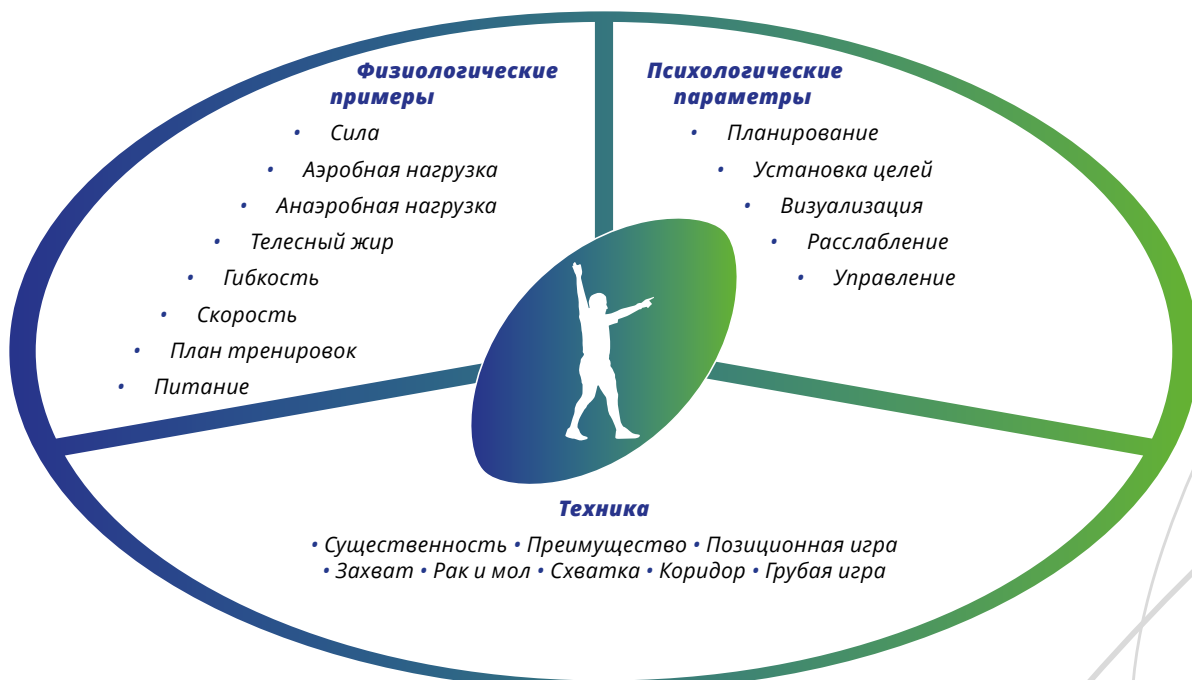 Физиологические
примеры
• Сила
• Аэробная нагрузка
• Анаэробная нагрузка
• Телесный жир
• Гибкость
• Скорость
• План тренировок
• Питание
Психологические
параметры
• Планирование
• Установка целей
• Визуализация
• Расслабление
• Управление
Техника
• Существенность • Преимущество • Позиционная игра
• Захват • Рак и мол • Схватка • Коридор • Грубая игра